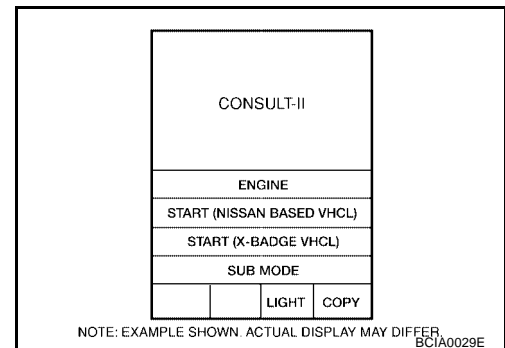 CONSULT-II
ENGINE
START (NISSAN BASED VHCL)
START (X-BADGE VHCL)
SUB MODE
LIGHT COPY
NOTE: EXAMPLE SHOWN. ACTUAL DISPLAY MAY DIFFER.
BCIA0029E